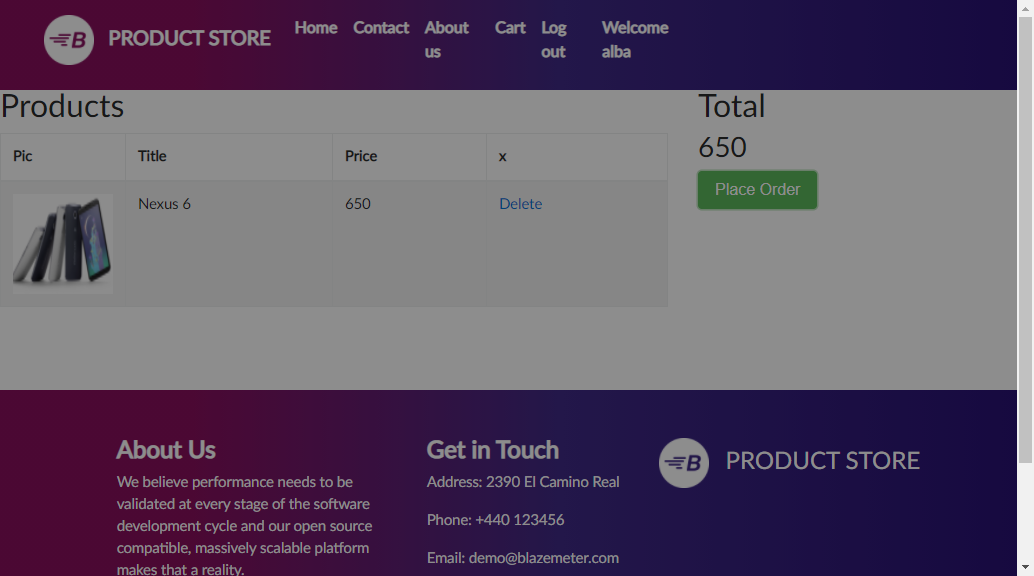 B PRODUCT STORE Home Contact About us Cart Log out Welcome alba
Products
Pic Title Price x
Nexus 6 650 Delete
Total
650
Place Order
About Us
We believe performance needs to be
validated at every stage of the software
development cycle and our open source
compatible, massively scalable platform
makes that a reality.
Get in Touch
Address: 2390 El Camino Real
Phone: +440 123456
Email: demo@blazemeter.com
B PRODUCT STORE